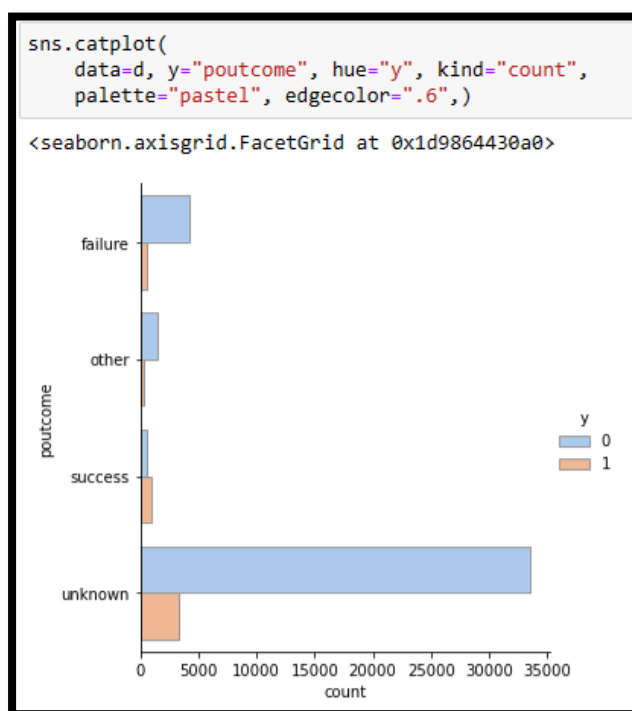 sns.catplot(
    data=d, y="poutcome", hue="y", kind="count",
    palette="pastel", edgecolor=".6",)
<seaborn.axisgrid.FacetGrid at 0x1d9864430a0>
failure
other
success
unknown
poutcome
0 5000 10000 15000 20000 25000 30000 35000
count
y
0
1